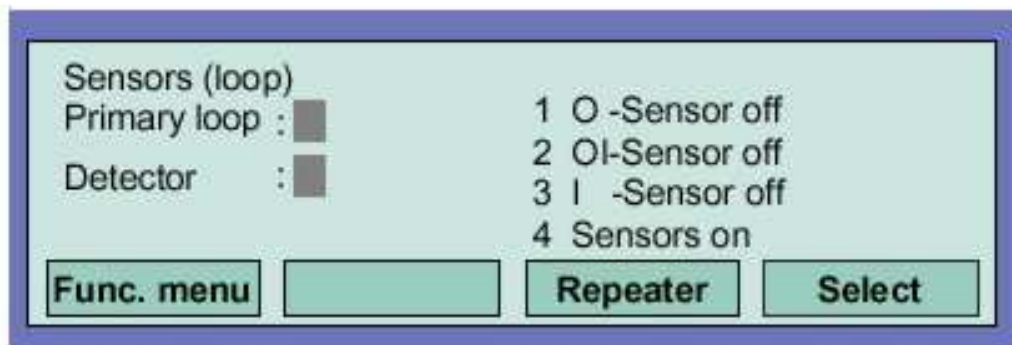 Sensors (loop)
Primary loop :
Detector :
1 O -Sensor off
2 OI-Sensor off
3 I -Sensor off
4 Sensors on
Func. menu
Repeater
Select